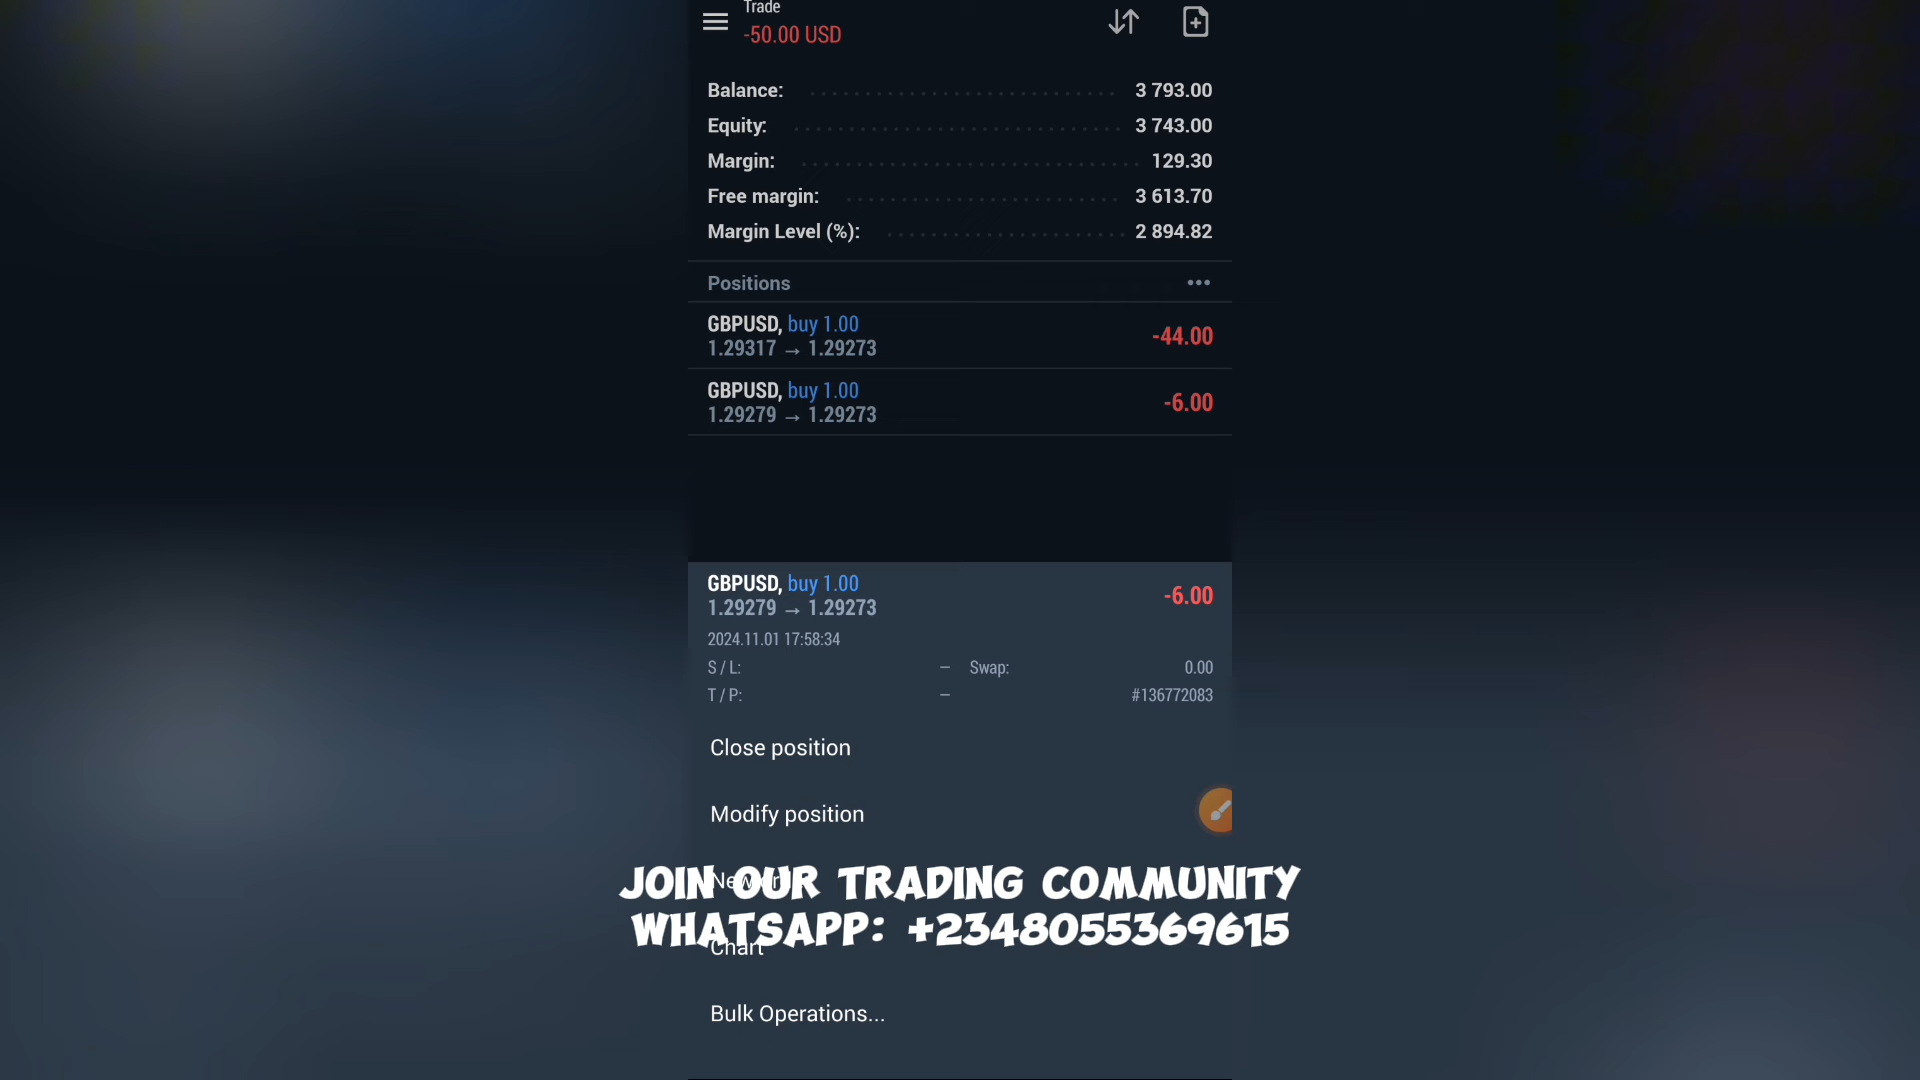 Trade
-50.00 USD
Balance: 3 793.00
Equity: 3 743.00
Margin: 129.30
Free margin: 3 613.70
Margin Level (%): 2 894.82
Positions
GBPUSD, buy 1.00
1.29317 → 1.29273
-44.00
GBPUSD, buy 1.00
1.29279 → 1.29273
-6.00
GBPUSD, buy 1.00
1.29279 → 1.29273
-6.00
2024.11.01 17:58:34
S / L: – Swap: 0.00
T / P: – #136772083
Close position
Modify position
JOIN OUR TRADING COMMUNITY
WHATSAPP: +2348055369615
Chart
Bulk Operations...